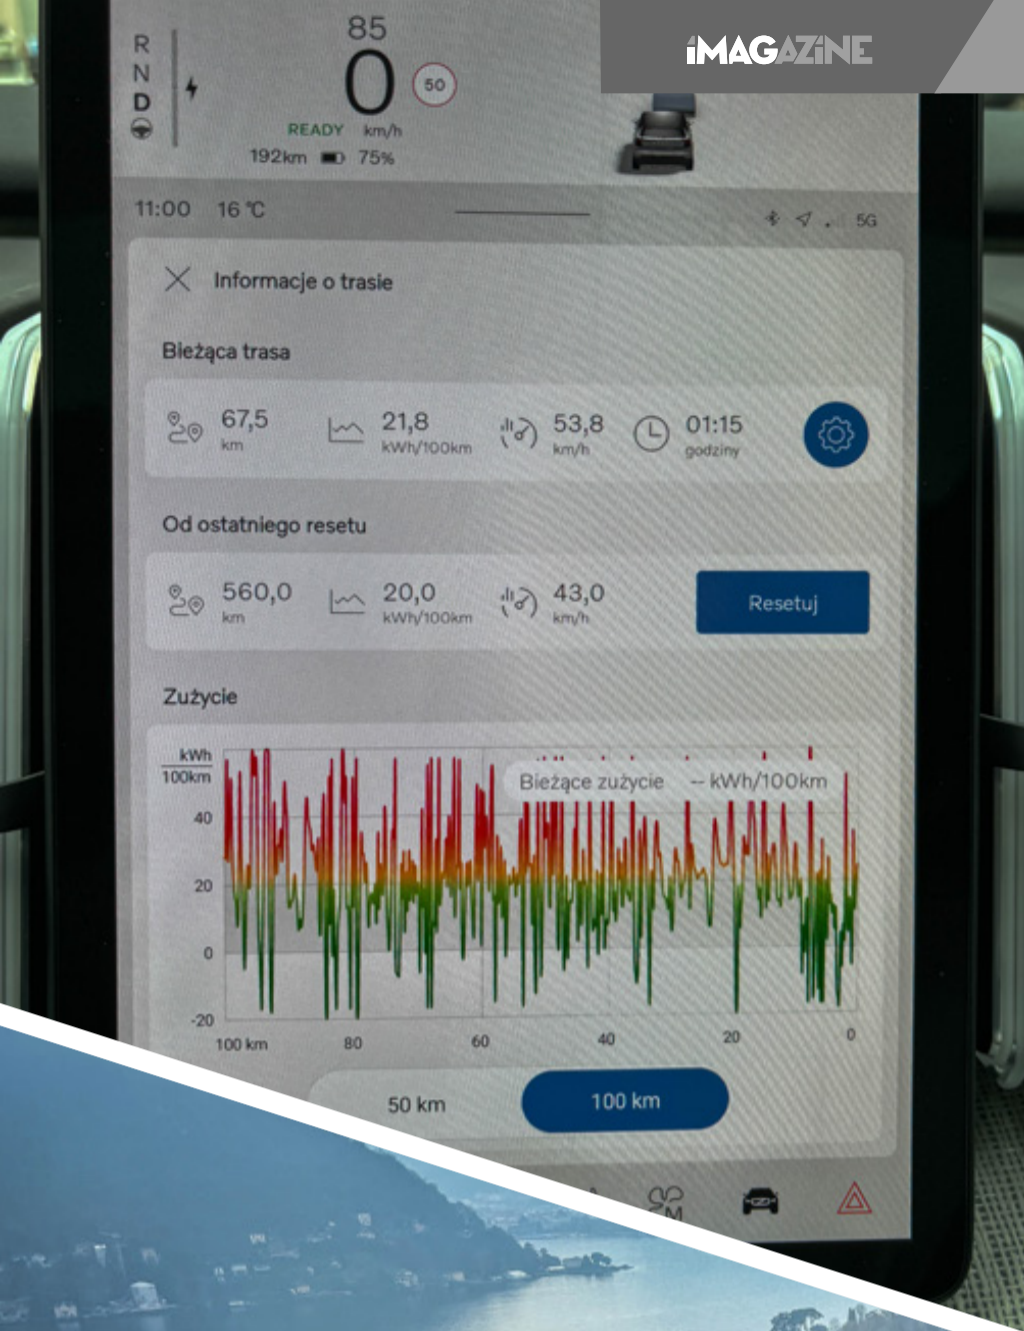 iMAGAZINE
R
N
D
85
0
50
READY km/h
192km 75%
11:00 16 °C
5G
Informacje o trasie
Bieżąca trasa
67,5 21,8 53,8 01:15
km kWh/100km km/h godziny
Od ostatniego resetu
560,0 20,0 43,0
km kWh/100km km/h
Resetuj
Zużycie
kWh
100km
Bieżące zużycie -- kWh/100km
40
20
0
-20
100 km 80 60 40 20 0
50 km 100 km
M